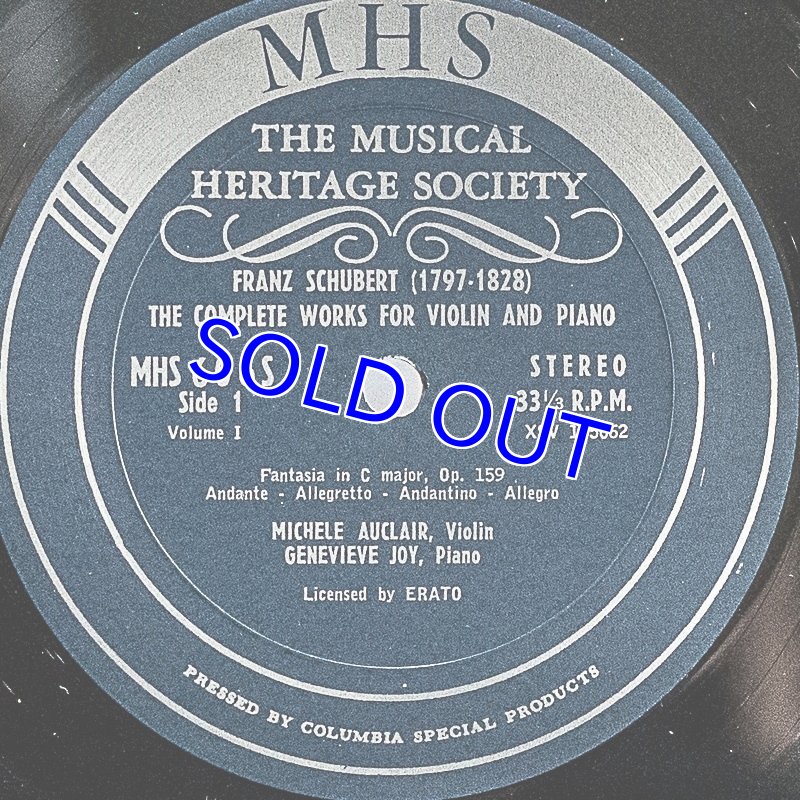 MHS
THE MUSICAL
HERITAGE SOCIETY
FRANZ SCHUBERT (1797-1828)
THE COMPLETE WORKS FOR VIOLIN AND PIANO
MHS
STEREO
Side 1
33⅓ R.P.M.
Volume I
SOLD OUT
Fantasia in C major, Op. 159
Andante - Allegretto - Andantino - Allegro
MICHELE AUCLAIR, Violin
GENEVIEVE JOY, Piano
Licensed by ERATO
PRESSED BY COLUMBIA SPECIAL PRODUCTS